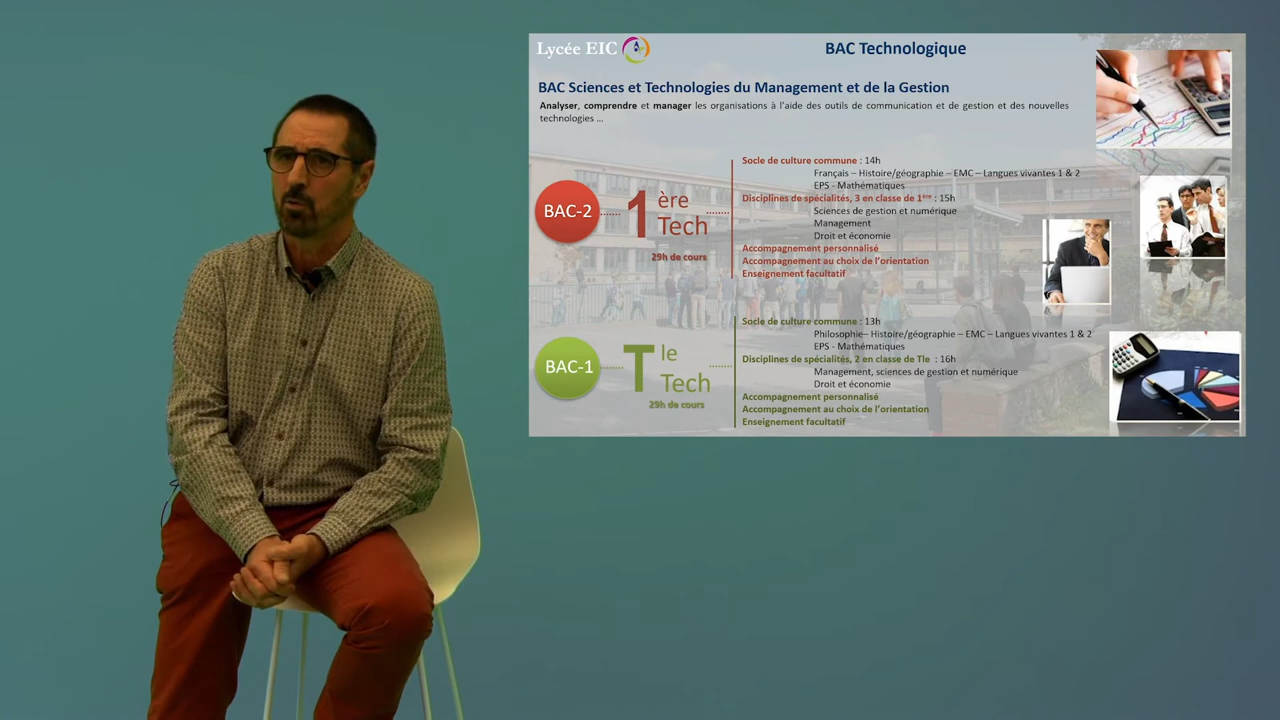 Lycée EIC
BAC Technologique
BAC Sciences et Technologies du Management et de la Gestion
Analyser, comprendre et manager les organisations à l'aide des outils de communication et de gestion et des nouvelles
technologies ...
BAC-2
1 ère
Tech
29h de cours
Socle de culture commune : 14h
Français – Histoire/géographie – EMC – Langues vivantes 1 & 2
EPS - Mathématiques
Disciplines de spécialités, 3 en classe de 1ère : 15h
Sciences de gestion et numérique
Management
Droit et économie
Accompagnement personnalisé
Accompagnement au choix de l'orientation
Enseignement facultatif
BAC-1
T le
Tech
29h de cours
Socle de culture commune : 13h
Philosophie– Histoire/géographie – EMC – Langues vivantes 1 & 2
EPS - Mathématiques
Disciplines de spécialités, 2 en classe de Tle : 16h
Management, sciences de gestion et numérique
Droit et économie
Accompagnement personnalisé
Accompagnement au choix de l'orientation
Enseignement facultatif